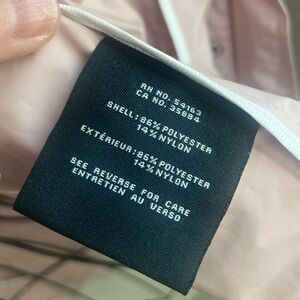 RN NO. 54163
CA NO. 35884
SHELL: 86% POLYESTER
14% NYLON
EXTÉRIEUR: 86% POLYESTER
14% NYLON
SEE REVERSE FOR CARE
ENTRETIEN AU VERSO